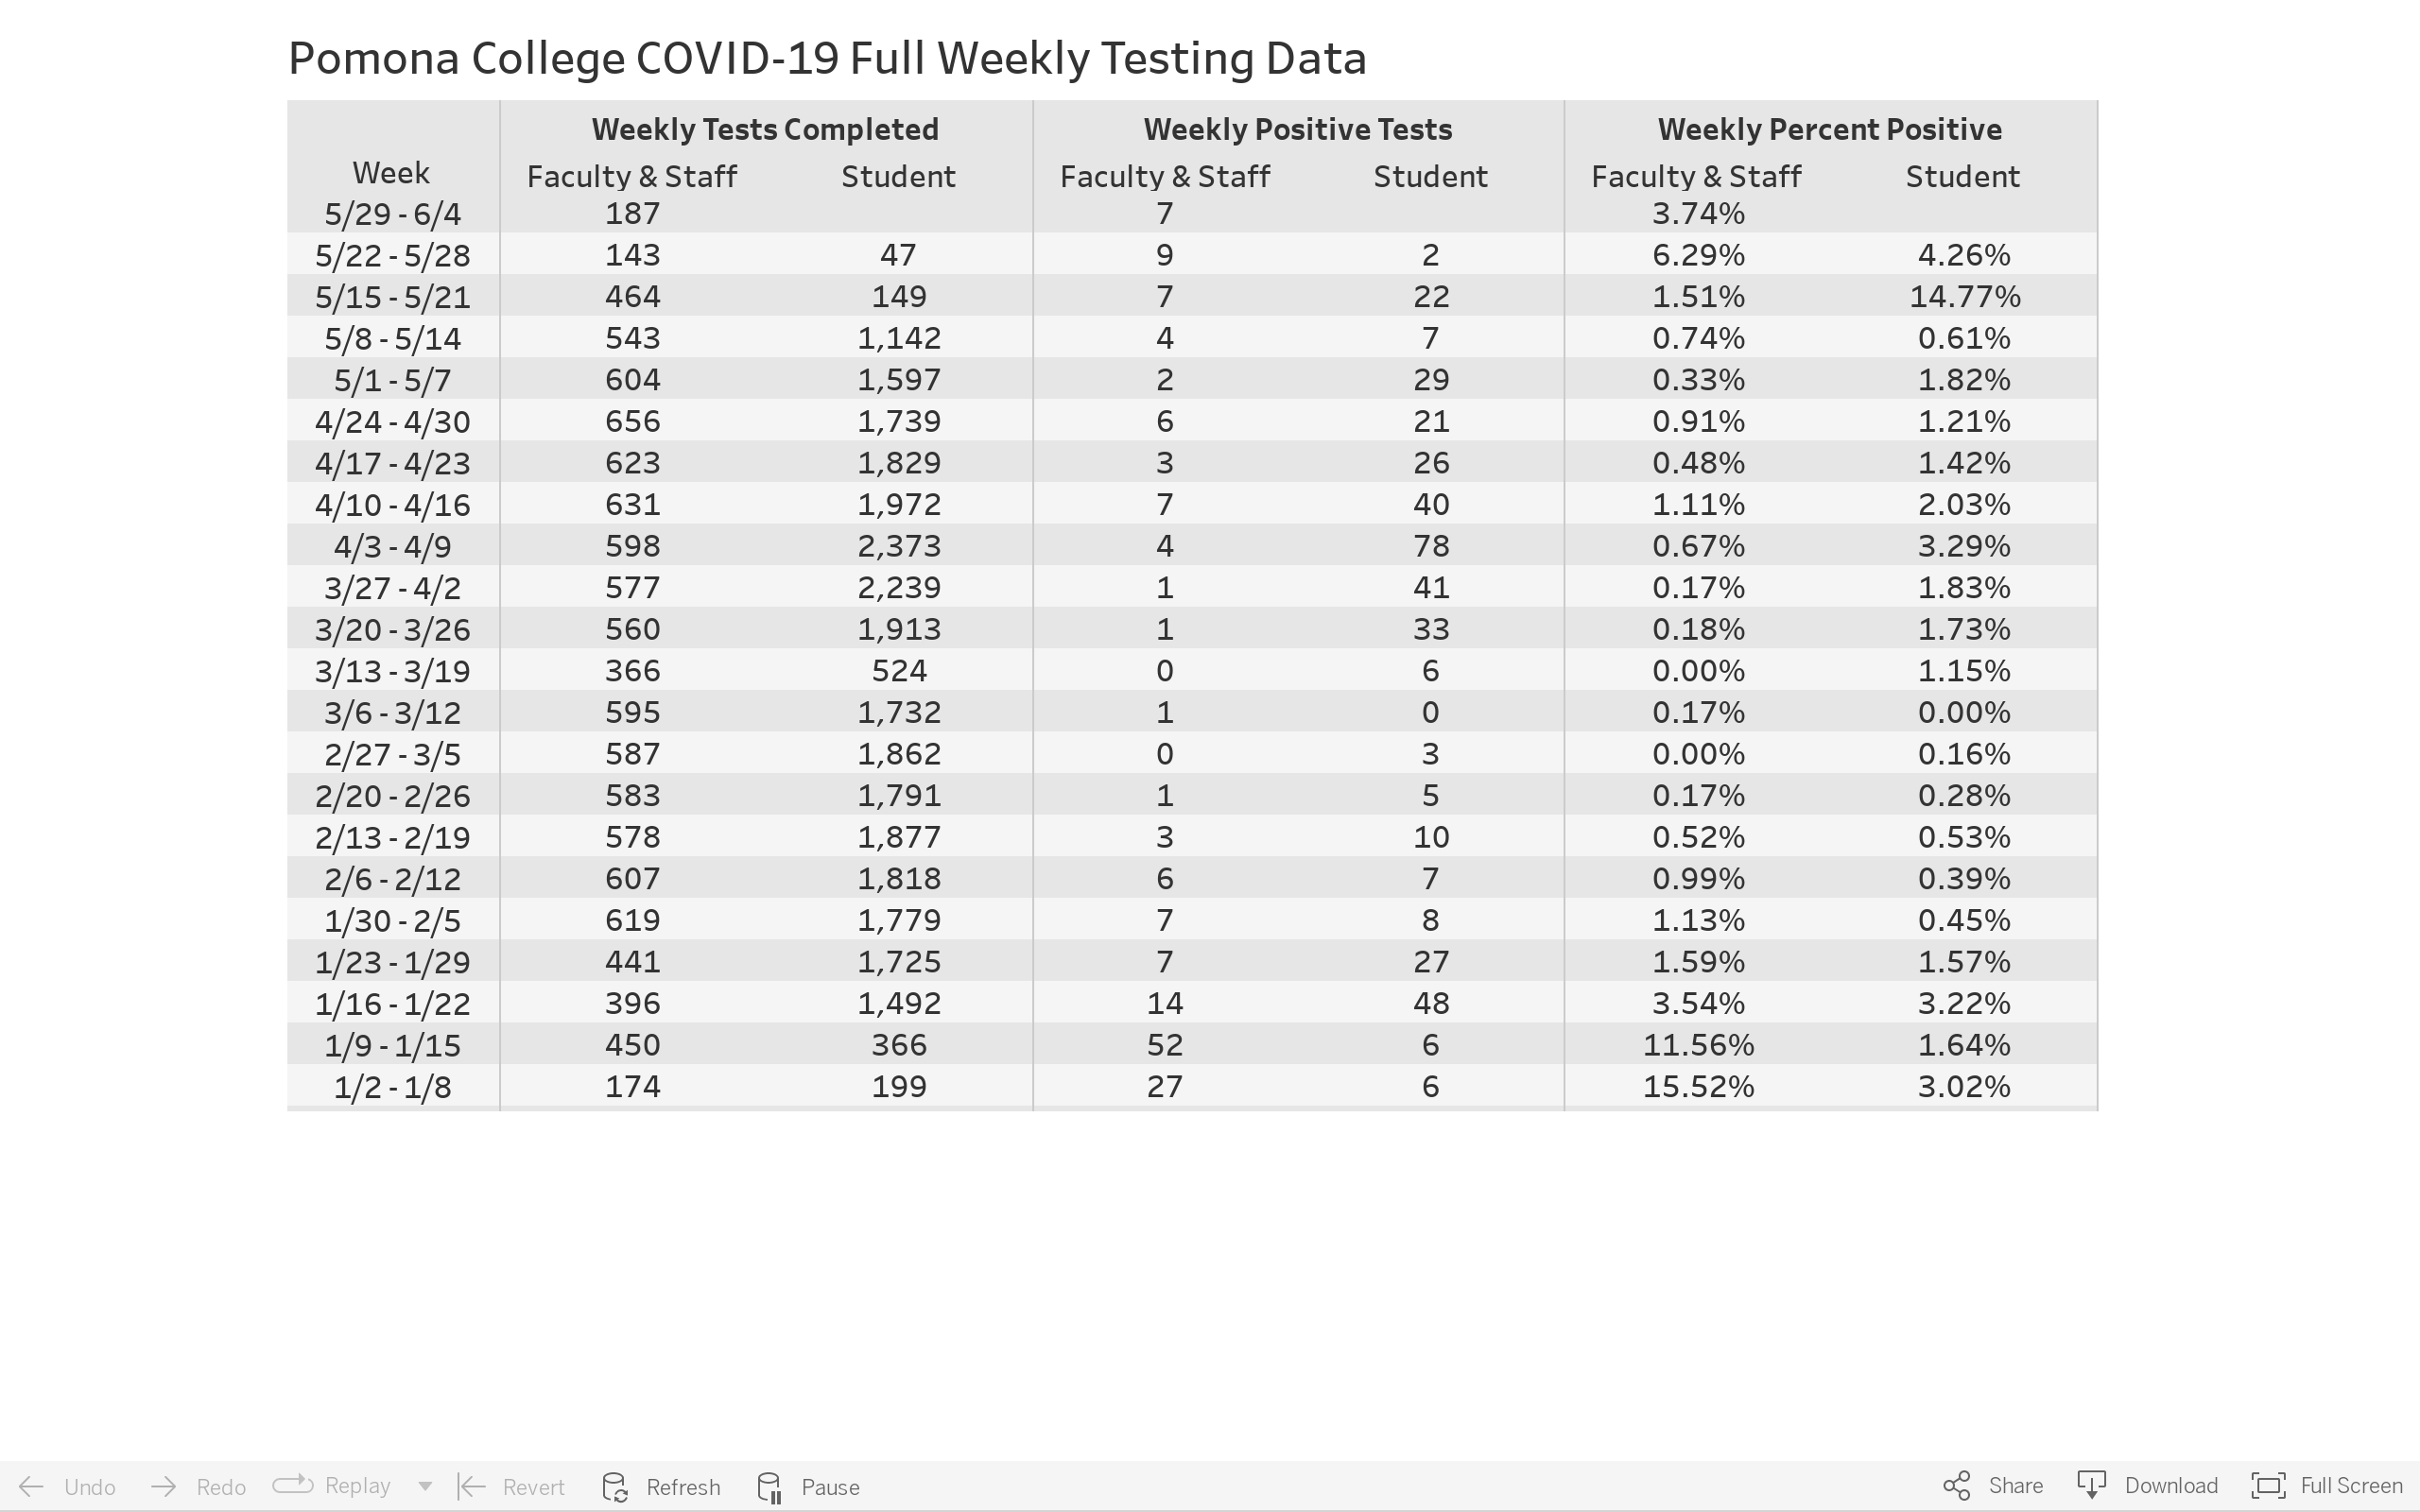 Pomona College COVID-19 Full Weekly Testing Data
Weekly Tests Completed Weekly Positive Tests Weekly Percent Positive
Week Faculty & Staff Student Faculty & Staff Student Faculty & Staff Student
5/29 - 6/4 187 7 3.74%
5/22 - 5/28 143 47 9 2 6.29% 4.26%
5/15 - 5/21 464 149 7 22 1.51% 14.77%
5/8 - 5/14 543 1,142 4 7 0.74% 0.61%
5/1 - 5/7 604 1,597 2 29 0.33% 1.82%
4/24 - 4/30 656 1,739 6 21 0.91% 1.21%
4/17 - 4/23 623 1,829 3 26 0.48% 1.42%
4/10 - 4/16 631 1,972 7 40 1.11% 2.03%
4/3 - 4/9 598 2,373 4 78 0.67% 3.29%
3/27 - 4/2 577 2,239 1 41 0.17% 1.83%
3/20 - 3/26 560 1,913 1 33 0.18% 1.73%
3/13 - 3/19 366 524 0 6 0.00% 1.15%
3/6 - 3/12 595 1,732 1 0 0.17% 0.00%
2/27 - 3/5 587 1,862 0 3 0.00% 0.16%
2/20 - 2/26 583 1,791 1 5 0.17% 0.28%
2/13 - 2/19 578 1,877 3 10 0.52% 0.53%
2/6 - 2/12 607 1,818 6 7 0.99% 0.39%
1/30 - 2/5 619 1,779 7 8 1.13% 0.45%
1/23 - 1/29 441 1,725 7 27 1.59% 1.57%
1/16 - 1/22 396 1,492 14 48 3.54% 3.22%
1/9 - 1/15 450 366 52 6 11.56% 1.64%
1/2 - 1/8 174 199 27 6 15.52% 3.02%
Undo Redo Replay Revert Refresh Pause Share Download Full Screen